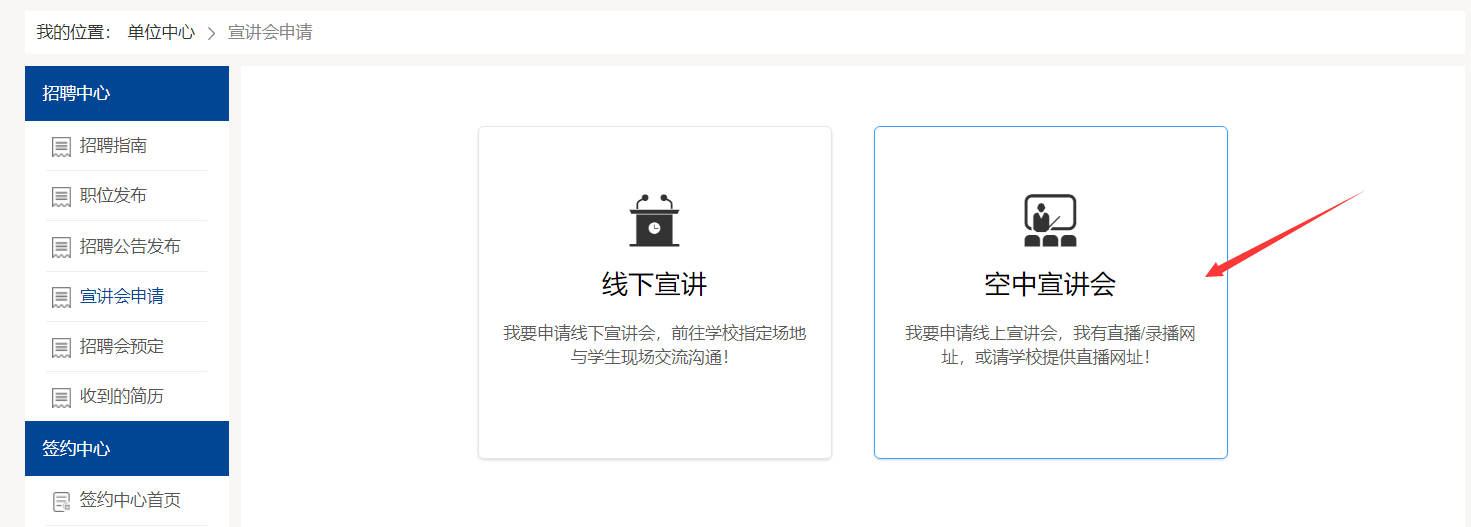 我的位置： 单位中心 > 宣讲会申请
招聘中心
招聘指南
职位发布
招聘公告发布
宣讲会申请
招聘会预定
收到的简历
签约中心
签约中心首页
线下宣讲
我要申请线下宣讲会，前往学校指定场地
与学生现场交流沟通！
空中宣讲会
我要申请线上宣讲会，我有直播/录播网
址，或请学校提供直播网址！